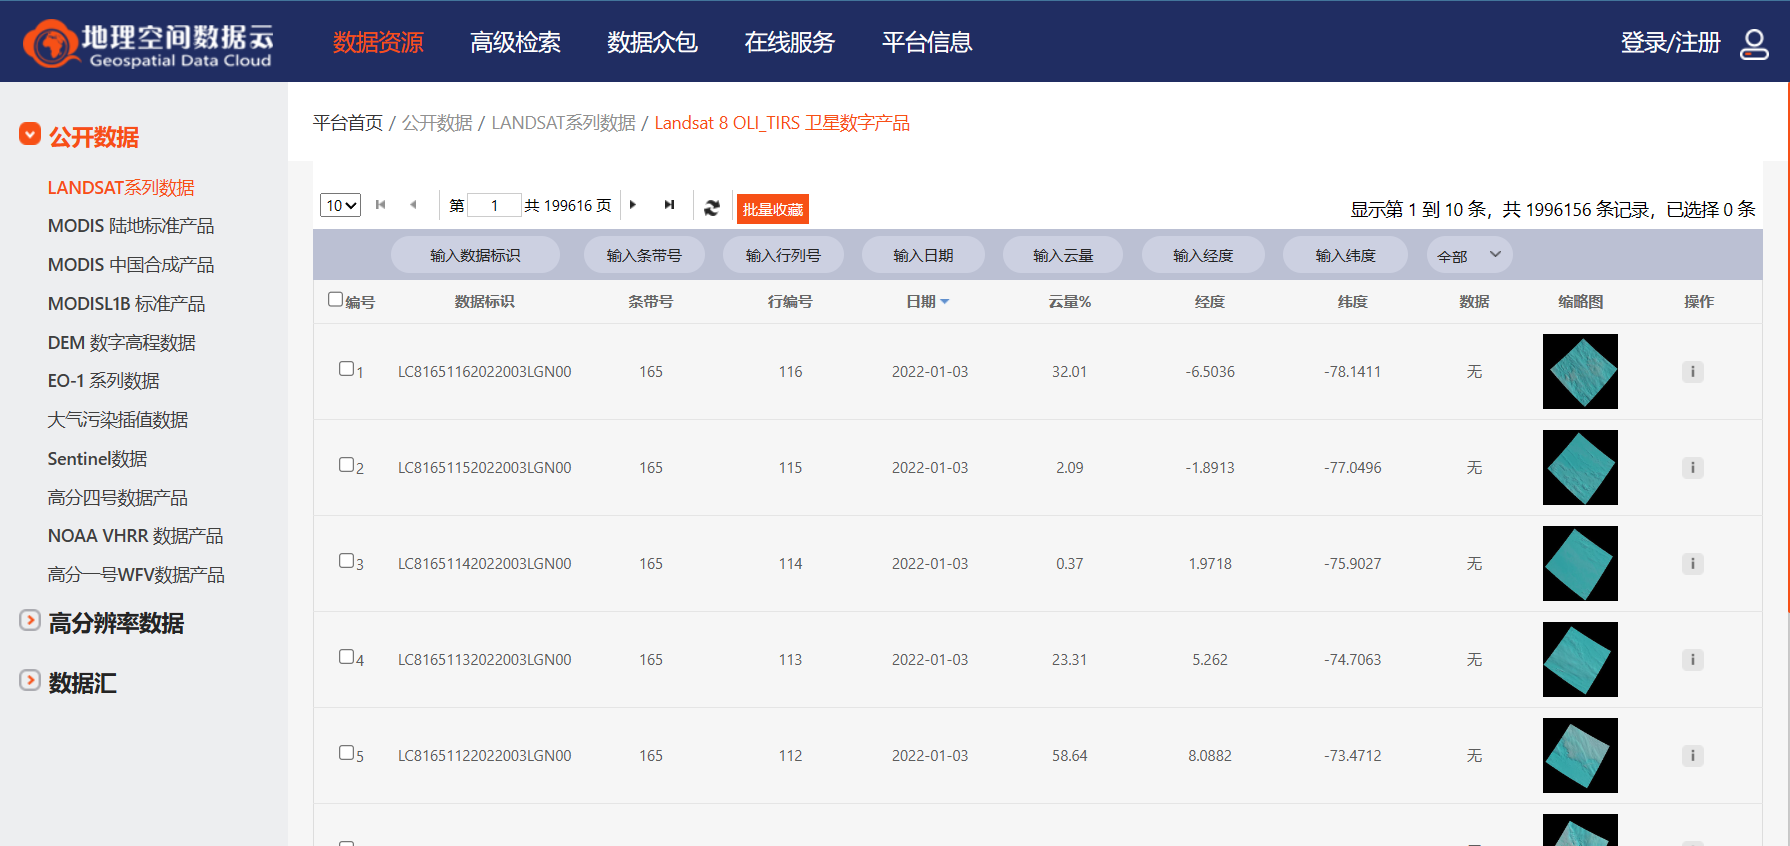 地理空间数据云
Geospatial Data Cloud
数据资源 高级检索 数据众包 在线服务 平台信息 登录/注册
公开数据
LANDSAT系列数据
MODIS 陆地标准产品
MODIS 中国合成产品
MODISL1B 标准产品
DEM 数字高程数据
EO-1 系列数据
大气污染插值数据
Sentinel数据
高分四号数据产品
NOAA VHRR 数据产品
高分一号WFV数据产品
高分辨率数据
数据汇
平台首页 / 公开数据 / LANDSAT系列数据 / Landsat 8 OLI_TIRS 卫星数字产品
10 第 1 共 199616 页 批量收藏 显示第 1 到 10 条，共 1996156 条记录，已选择 0 条
输入数据标识 输入条带号 输入行列号 输入日期 输入云量 输入经度 输入纬度 全部
编号 数据标识 条带号 行编号 日期 云量% 经度 纬度 数据 缩略图 操作
1 LC81651162022003LGN00 165 116 2022-01-03 32.01 -6.5036 -78.1411 无 i
2 LC81651152022003LGN00 165 115 2022-01-03 2.09 -1.8913 -77.0496 无 i
3 LC81651142022003LGN00 165 114 2022-01-03 0.37 1.9718 -75.9027 无 i
4 LC81651132022003LGN00 165 113 2022-01-03 23.31 5.262 -74.7063 无 i
5 LC81651122022003LGN00 165 112 2022-01-03 58.64 8.0882 -73.4712 无 i